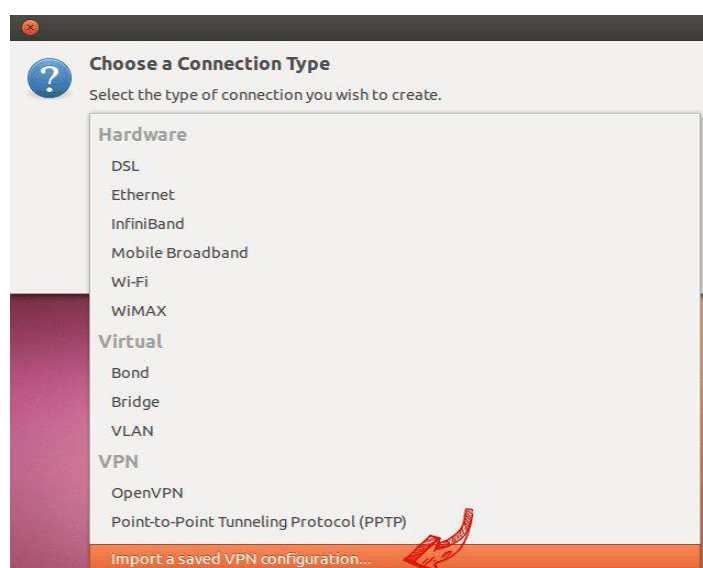 Choose a Connection Type
Select the type of connection you wish to create.
Hardware
DSL
Ethernet
InfiniBand
Mobile Broadband
Wi-Fi
WiMAX
Virtual
Bond
Bridge
VLAN
VPN
OpenVPN
Point-to-Point Tunneling Protocol (PPTP)
Import a saved VPN configuration...